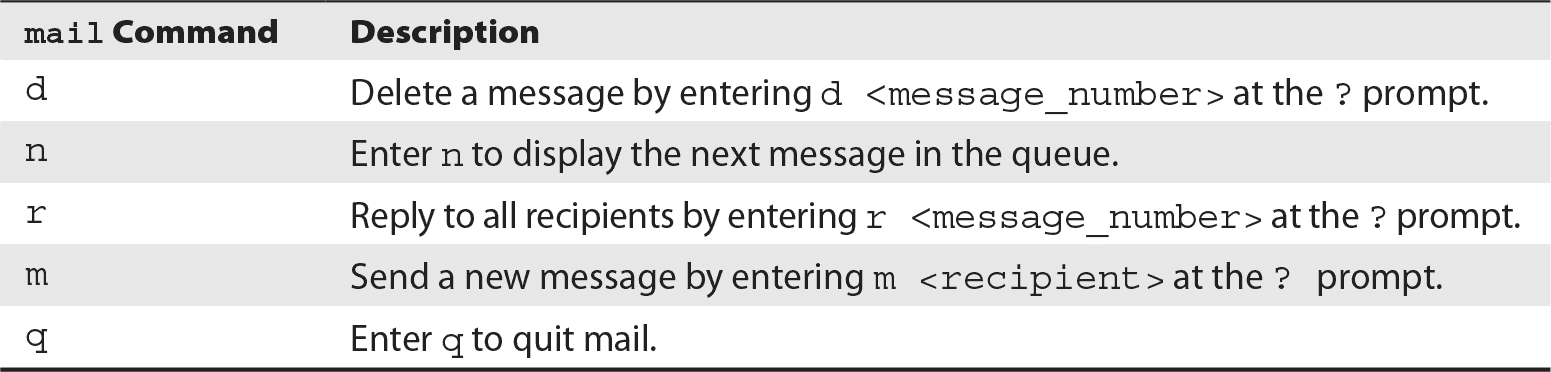 mail Command Description
d Delete a message by entering d <message_number> at the ? prompt.
n Enter n to display the next message in the queue.
r Reply to all recipients by entering r <message_number> at the ? prompt.
m Send a new message by entering m <recipient> at the ? prompt.
q Enter q to quit mail.